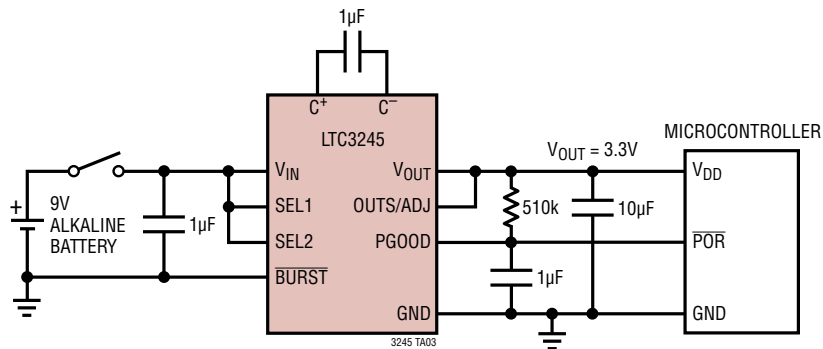 1µF
C+ C–
LTC3245
MICROCONTROLLER
VOUT = 3.3V
VIN VOUT VDD
+ 9V
ALKALINE
BATTERY
1µF
SEL1 OUTS/ADJ
510k 10µF
SEL2 PGOOD POR
BURST
1µF
GND GND
3245 TA03